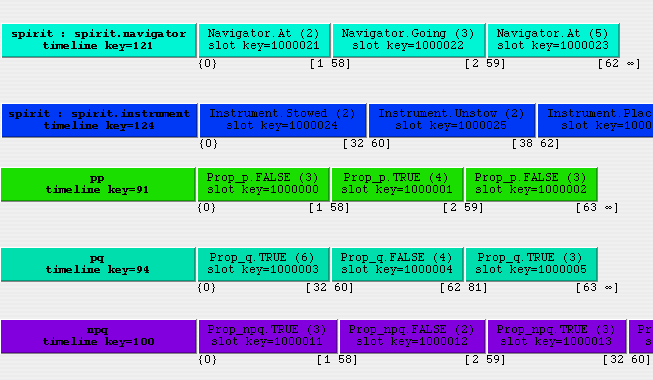 spirit : spirit.navigator Navigator.At (2) Navigator.Going (3) Navigator.At (5)
timeline key=121 slot key=1000021 slot key=1000022 slot key=1000023
{0} [1 58] [2 59] [62 ∞]
spirit : spirit.instrument Instrument.Stowed (2) Instrument.Unstow (2) Instrument.Plac
timeline key=124 slot key=1000024 slot key=1000025 slot key=1000
{0} [32 60] [38 62]
pp Prop_p.FALSE (3) Prop_p.TRUE (4) Prop_p.FALSE (3)
timeline key=91 slot key=1000000 slot key=1000001 slot key=1000002
{0} [1 58] [2 59] [63 ∞]
pq Prop_q.TRUE (6) Prop_q.FALSE (4) Prop_q.TRUE (3)
timeline key=94 slot key=1000003 slot key=1000004 slot key=1000005
{0} [32 60] [62 81] [63 ∞]
npq Prop_npq.TRUE (3) Prop_npq.FALSE (2) Prop_npq.TRUE (3) Pr
timeline key=100 slot key=1000011 slot key=1000012 slot key=1000013
{0} [1 58] [2 59] [32 60]